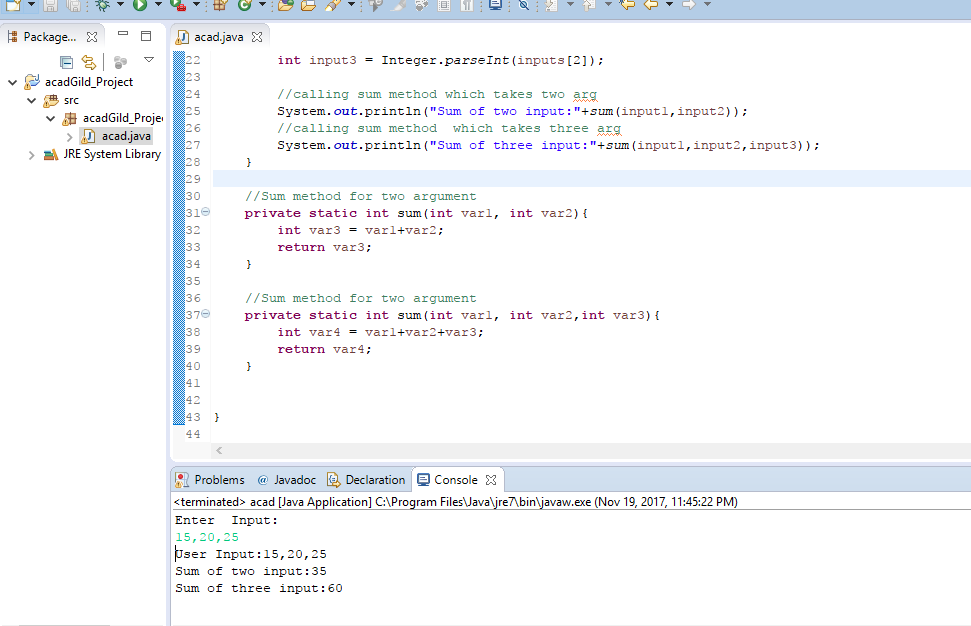 Package...
acadGild_Project
src
acadGild_Proje
acad.java
JRE System Library
acad.java
22 int input3 = Integer.parseInt(inputs[2]);
23
24 //calling sum method which takes two arg
25 System.out.println("Sum of two input:"+sum(input1,input2));
26 //calling sum method  which takes three arg
27 System.out.println("Sum of three input:"+sum(input1,input2,input3));
28 }
29
30 //Sum method for two argument
31 private static int sum(int var1, int var2){
32 int var3 = var1+var2;
33 return var3;
34 }
35
36 //Sum method for two argument
37 private static int sum(int var1, int var2,int var3){
38 int var4 = var1+var2+var3;
39 return var4;
40 }
41
42
43 }
44
Problems @ Javadoc Declaration Console
<terminated> acad [Java Application] C:\Program Files\Java\jre7\bin\javaw.exe (Nov 19, 2017, 11:45:22 PM)
Enter  Input:
15,20,25
User Input:15,20,25
Sum of two input:35
Sum of three input:60